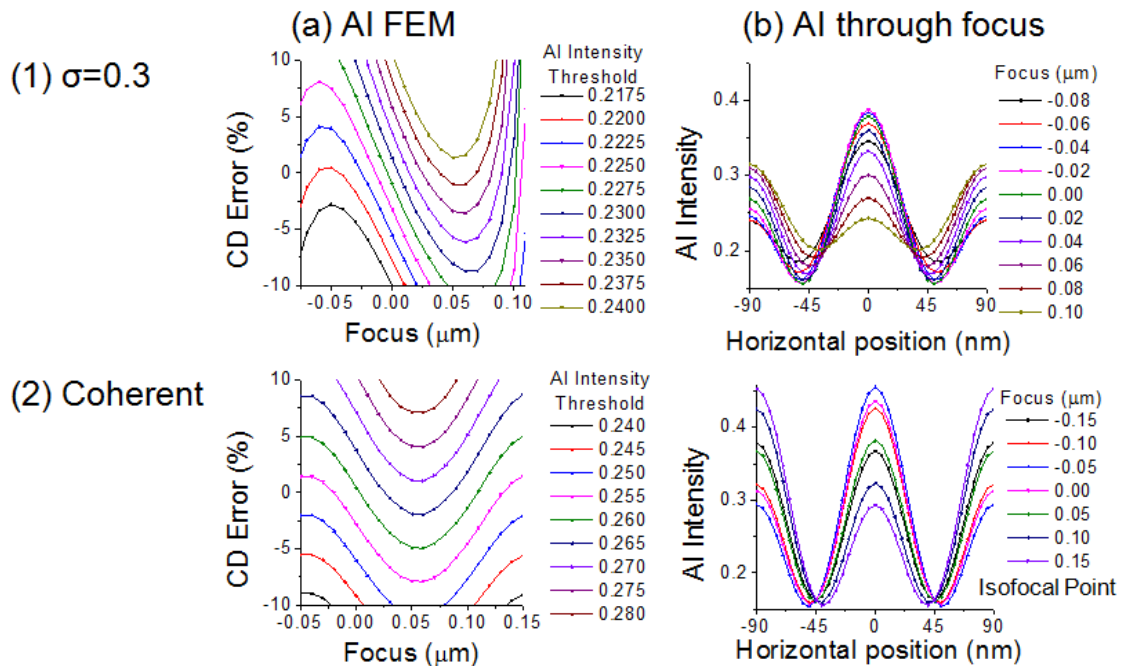 (a) AI FEM
(b) AI through focus
(1) σ=0.3
10
5
0
-5
-10
CD Error (%)
-0.05 0.00 0.05 0.10
Focus (μm)
AI Intensity
Threshold
0.2175
0.2200
0.2225
0.2250
0.2275
0.2300
0.2325
0.2350
0.2375
0.2400
0.4
0.3
0.2
AI Intensity
-90 -45 0 45 90
Horizontal position (nm)
Focus (μm)
-0.08
-0.06
-0.04
-0.02
0.00
0.02
0.04
0.06
0.08
0.10
(2) Coherent
10
5
0
-5
-10
CD Error (%)
-0.05 0.00 0.05 0.10 0.15
Focus (μm)
AI Intensity
Threshold
0.240
0.245
0.250
0.255
0.260
0.265
0.270
0.275
0.280
0.4
0.3
0.2
AI Intensity
-90 -45 0 45 90
Horizontal position (nm)
Focus (μm)
-0.15
-0.10
-0.05
0.00
0.05
0.10
0.15
Isofocal Point